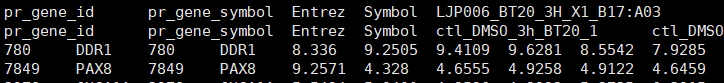 pr_gene_id pr_gene_symbol Entrez Symbol LJP006_BT20_3H_X1_B17:A03
pr_gene_id pr_gene_symbol Entrez Symbol ctl_DMSO_3h_BT20_1 ctl_DMSO
780 DDR1 780 DDR1 8.336 9.2505 9.4109 9.6281 8.5542 7.9285
7849 PAX8 7849 PAX8 9.2571 4.328 4.6555 4.9258 4.9122 4.6459